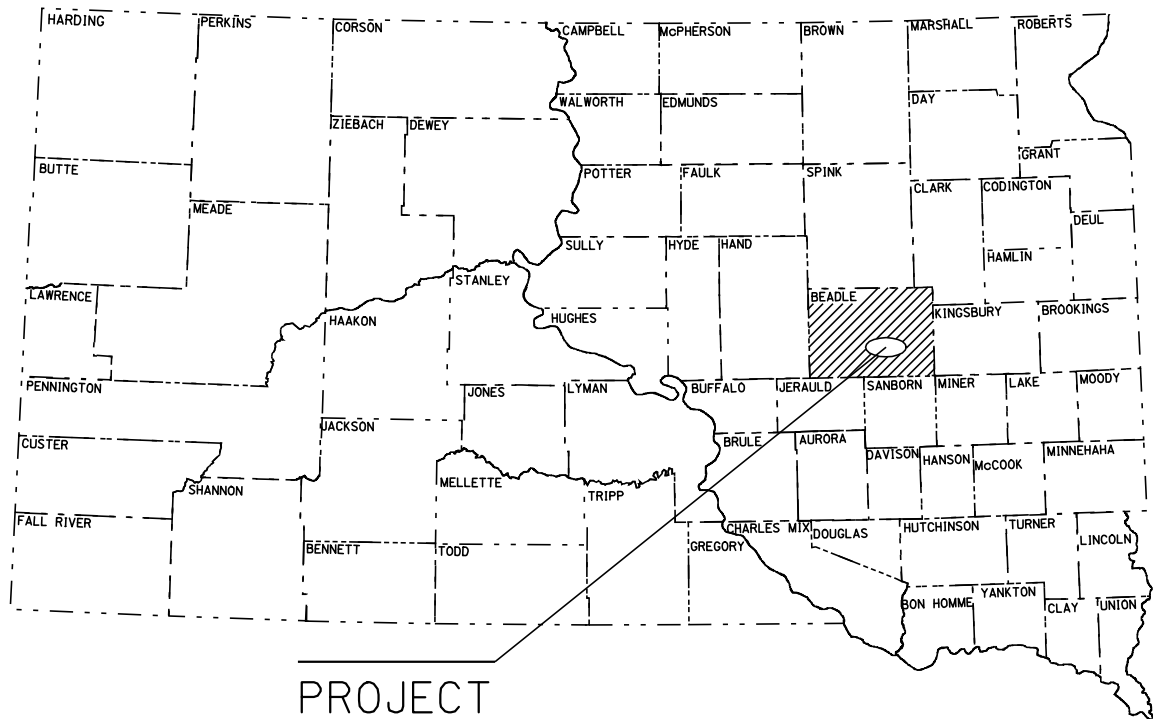 HARDING
PERKINS
CORSON
CAMPBELL
McPHERSON
BROWN
MARSHALL
ROBERTS
WALWORTH
EDMUNDS
DAY
ZIEBACH
DEWEY
GRANT
BUTTE
POTTER
FAULK
SPINK
CLARK
CODINGTON
MEADE
DEUL
SULLY
HYDE
HAND
HAMLIN
STANLEY
LAWRENCE
BEADLE
KINGSBURY
BROOKINGS
HAAKON
HUGHES
PENNINGTON
JONES
LYMAN
BUFFALO
JERAULD
SANBORN
MINER
LAKE
MOODY
JACKSON
CUSTER
BRULE
AURORA
DAVISON
HANSON
McCOOK
MINNEHAHA
SHANNON
MELLETTE
TRIPP
FALL RIVER
CHARLES MIX
DOUGLAS
HUTCHINSON
TURNER
LINCOLN
BENNETT
TODD
GREGORY
BON HOMME
YANKTON
CLAY
UNION
PROJECT